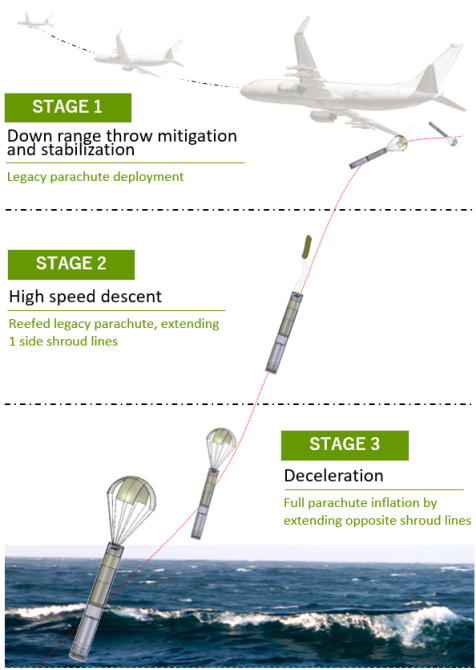 STAGE 1
Down range throw mitigation
and stabilization
Legacy parachute deployment
STAGE 2
High speed descent
Reefed legacy parachute, extending
1 side shroud lines
STAGE 3
Deceleration
Full parachute inflation by
extending opposite shroud lines